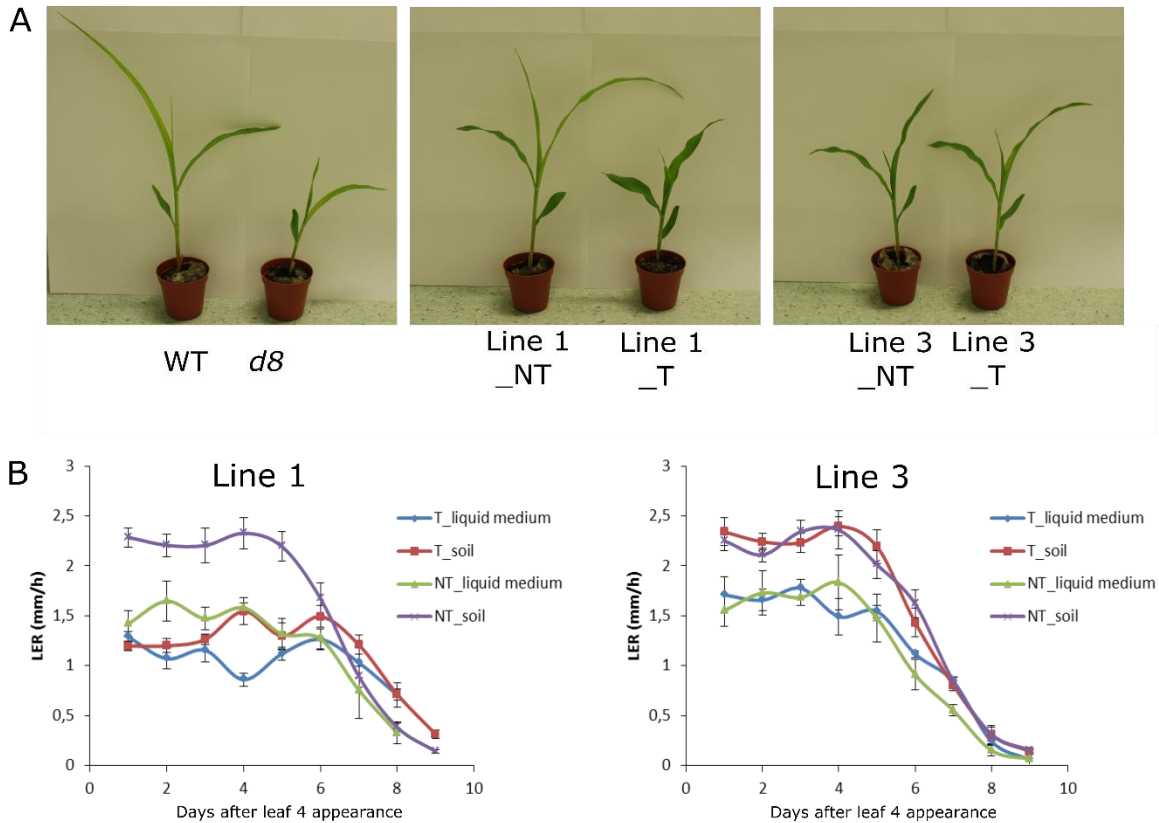 A
WT
d8
Line 1
_NT
Line 1
_T
Line 3
_NT
Line 3
_T
B
Line 1
3
2,5
2
1,5
1
0,5
0
LER (mm/h)
0
2
4
6
8
10
Days after leaf 4 appearance
T_liquid medium
T_soil
NT_liquid medium
NT_soil
Line 3
3
2,5
2
1,5
1
0,5
0
LER (mm/h)
0
2
4
6
8
10
Days after leaf 4 appearance
T_liquid medium
T_soil
NT_liquid medium
NT_soil